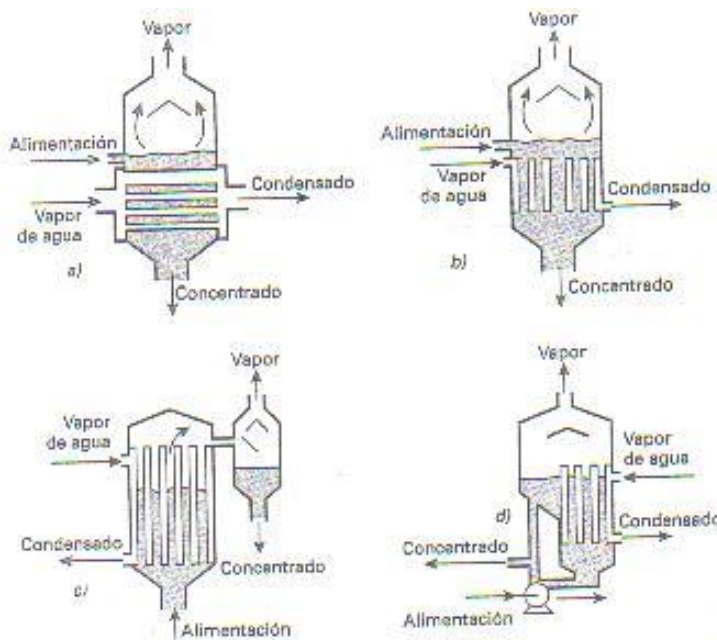 Vapor
Alimentación
Vapor
de agua
Condensado
a)
Concentrado
Vapor
Alimentación
Vapor
de agua
Condensado
b)
Concentrado
Vapor
Vapor
de agua
Condensado
c)
Concentrado
Alimentación
Vapor
Vapor
de agua
d)
Condensado
Concentrado
Alimentación